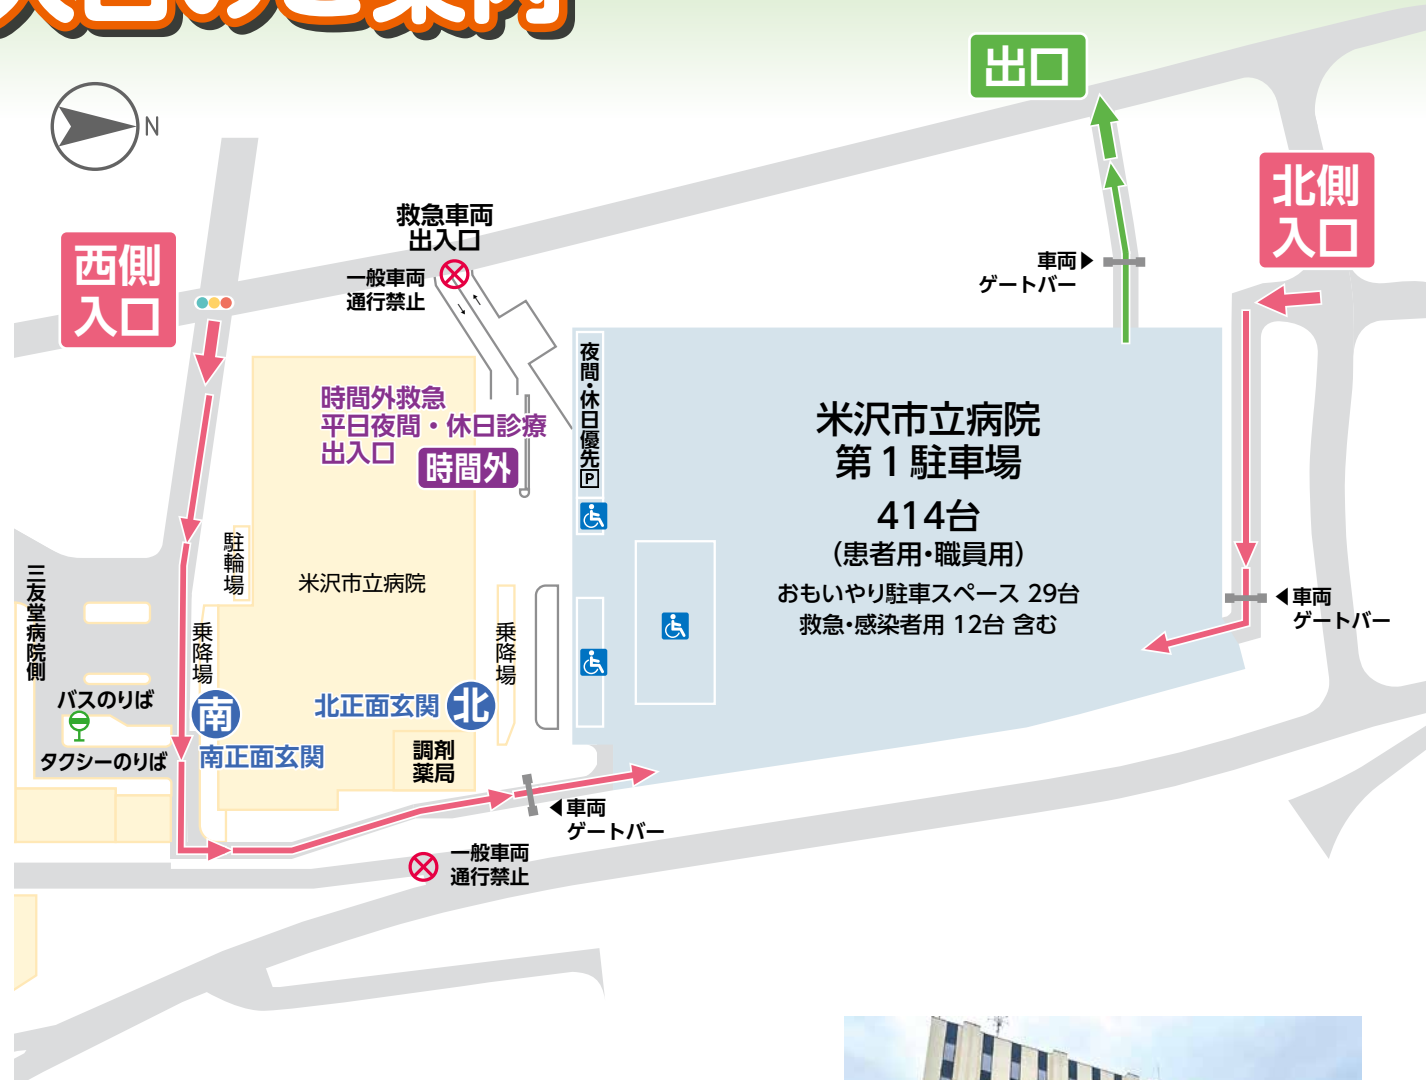 入口のご案内
N
出口
北側
入口
西側
入口
救急車両
出入口
一般車両
通行禁止
車両▶
ゲートバー
時間外救急
平日夜間・休日診療
出入口
時間外
夜間・休日優先P
米沢市立病院
第1駐車場
414台
(患者用・職員用)
おもいやり駐車スペース 29台
救急・感染者用 12台 含む
◀車両
ゲートバー
駐輪場
米沢市立病院
三友堂病院側
乗降場
乗降場
バスのりば
南
北正面玄関
北
タクシーのりば
南正面玄関
調剤
薬局
◀車両
ゲートバー
一般車両
通行禁止